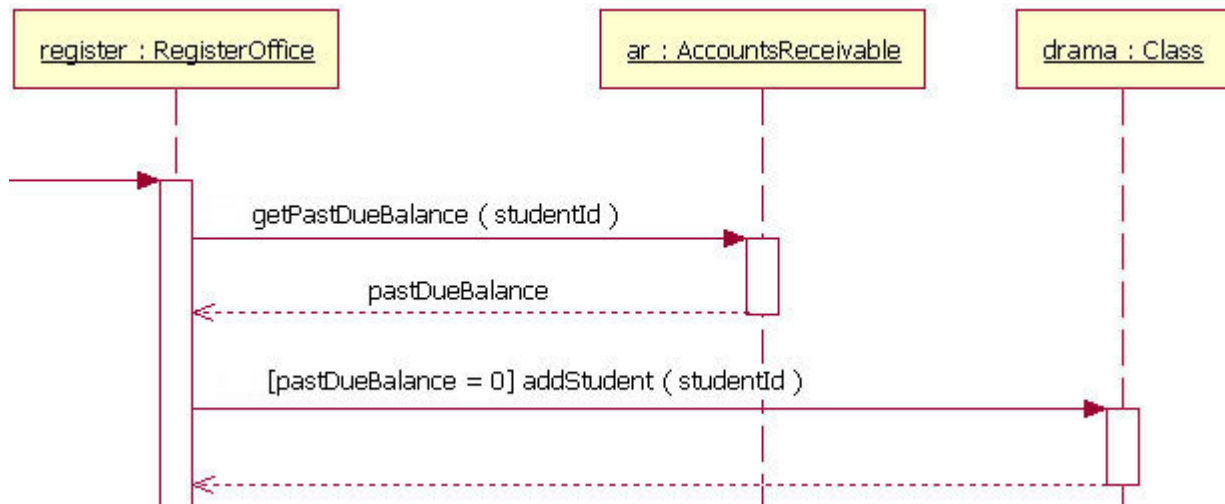 register : RegisterOffice
ar : AccountsReceivable
drama : Class
getPastDueBalance ( studentId )
pastDueBalance
[pastDueBalance = 0] addStudent ( studentId )